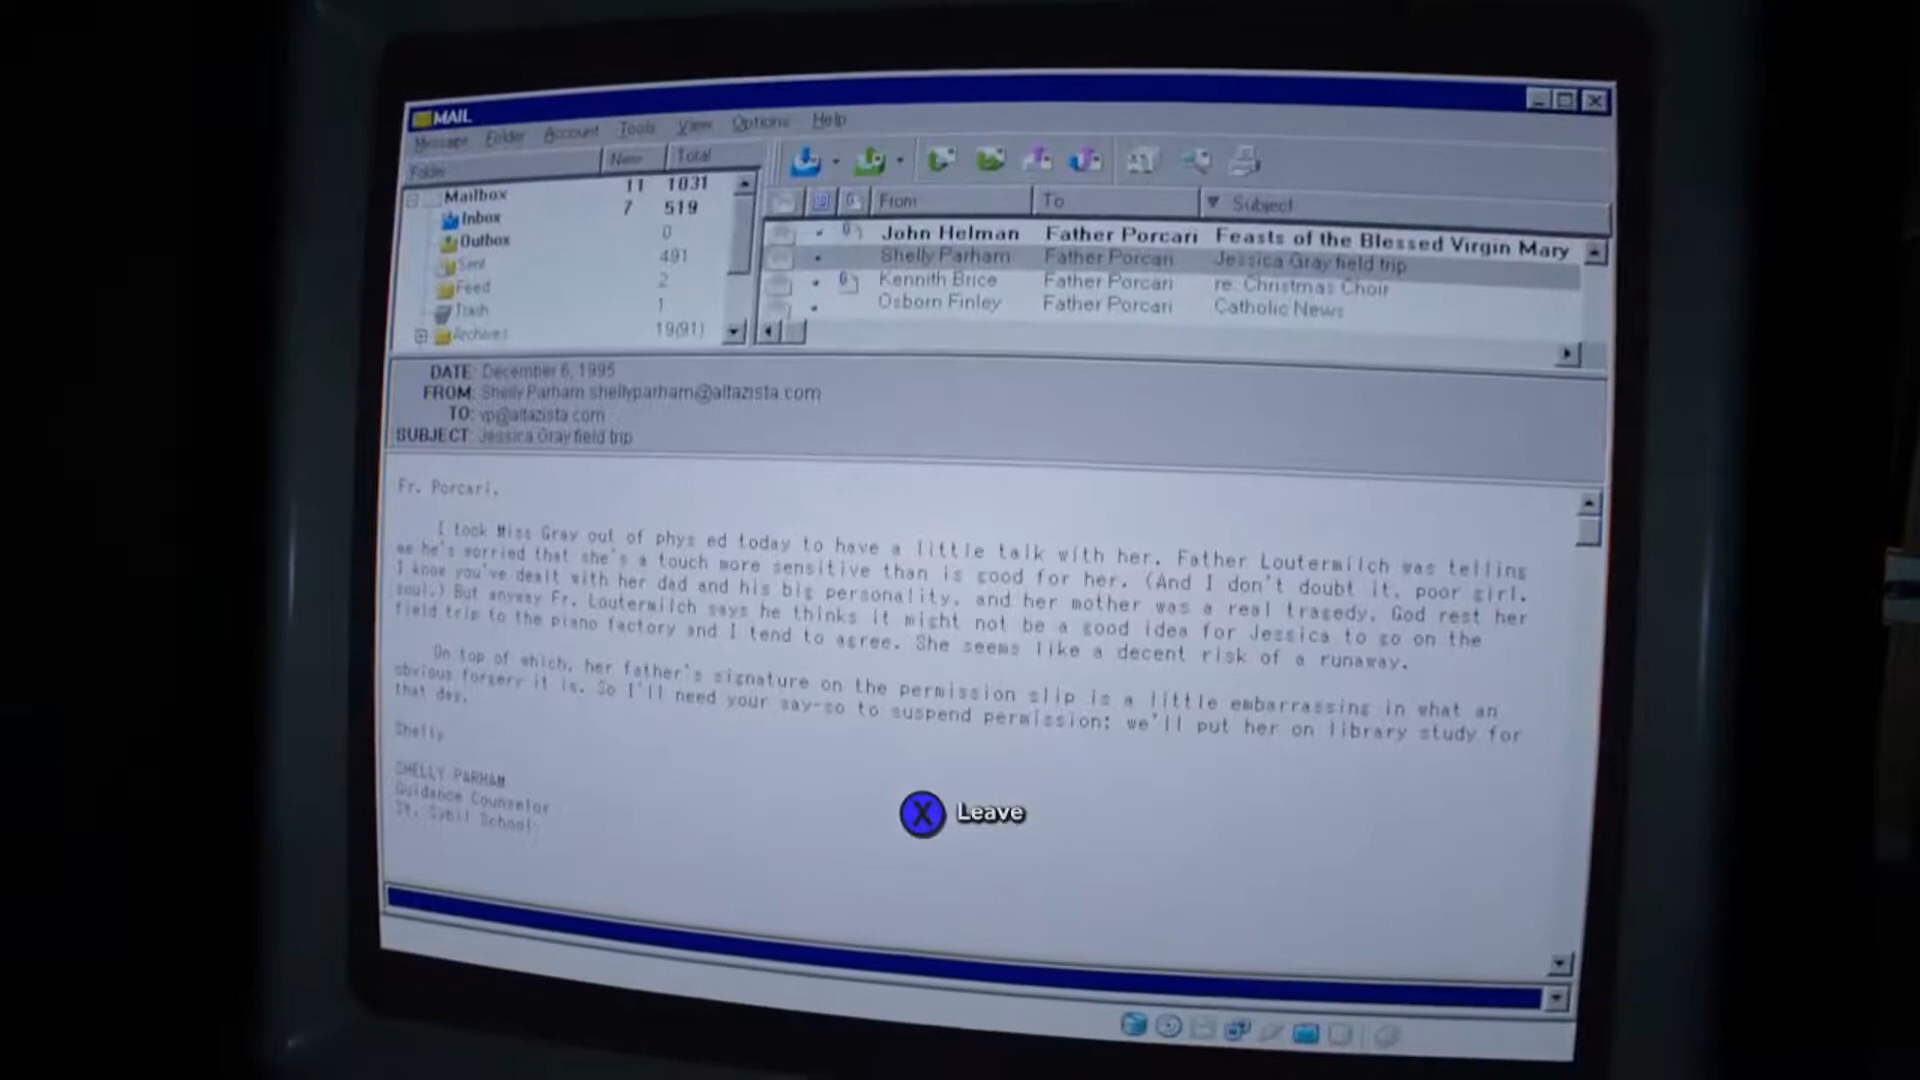 MAIL
Message Folder Account Tools View Options Help
Folder New Total
Mailbox 11 1031
Inbox 7 519
Outbox 0
Sent 491
Feed 2
Trash 1
Archives 19(91)
From To Subject
John Helman Father Porcari Feasts of the Blessed Virgin Mary
Shelly Parham Father Porcari Jessica Gray field trip
Kennith Brice Father Porcari re: Christmas Choir
Osborn Finley Father Porcari Catholic News
DATE: December 6, 1995
FROM: Shelly Parham shellyparham@altazista.com
TO: vp@altazista.com
SUBJECT: Jessica Gray field trip
Fr. Porcari,
I took Miss Gray out of phys ed today to have a little talk with her. Father Loutermilch was telling
me he's worried that she's a touch more sensitive than is good for her. (And I don't doubt it, poor girl.
I know you've dealt with her dad and his big personality, and her mother was a real tragedy, God rest her
soul.) But anyway Fr. Loutermilch says he thinks it might not be a good idea for Jessica to go on the
field trip to the piano factory and I tend to agree. She seems like a decent risk of a runaway.
On top of which, her father's signature on the permission slip is a little embarrassing in what an
obvious forgery it is. So I'll need your say-so to suspend permission; we'll put her on library study for
that day.
Shelly
SHELLY PARHAM
Guidance Counselor
St. Sybil School
X Leave